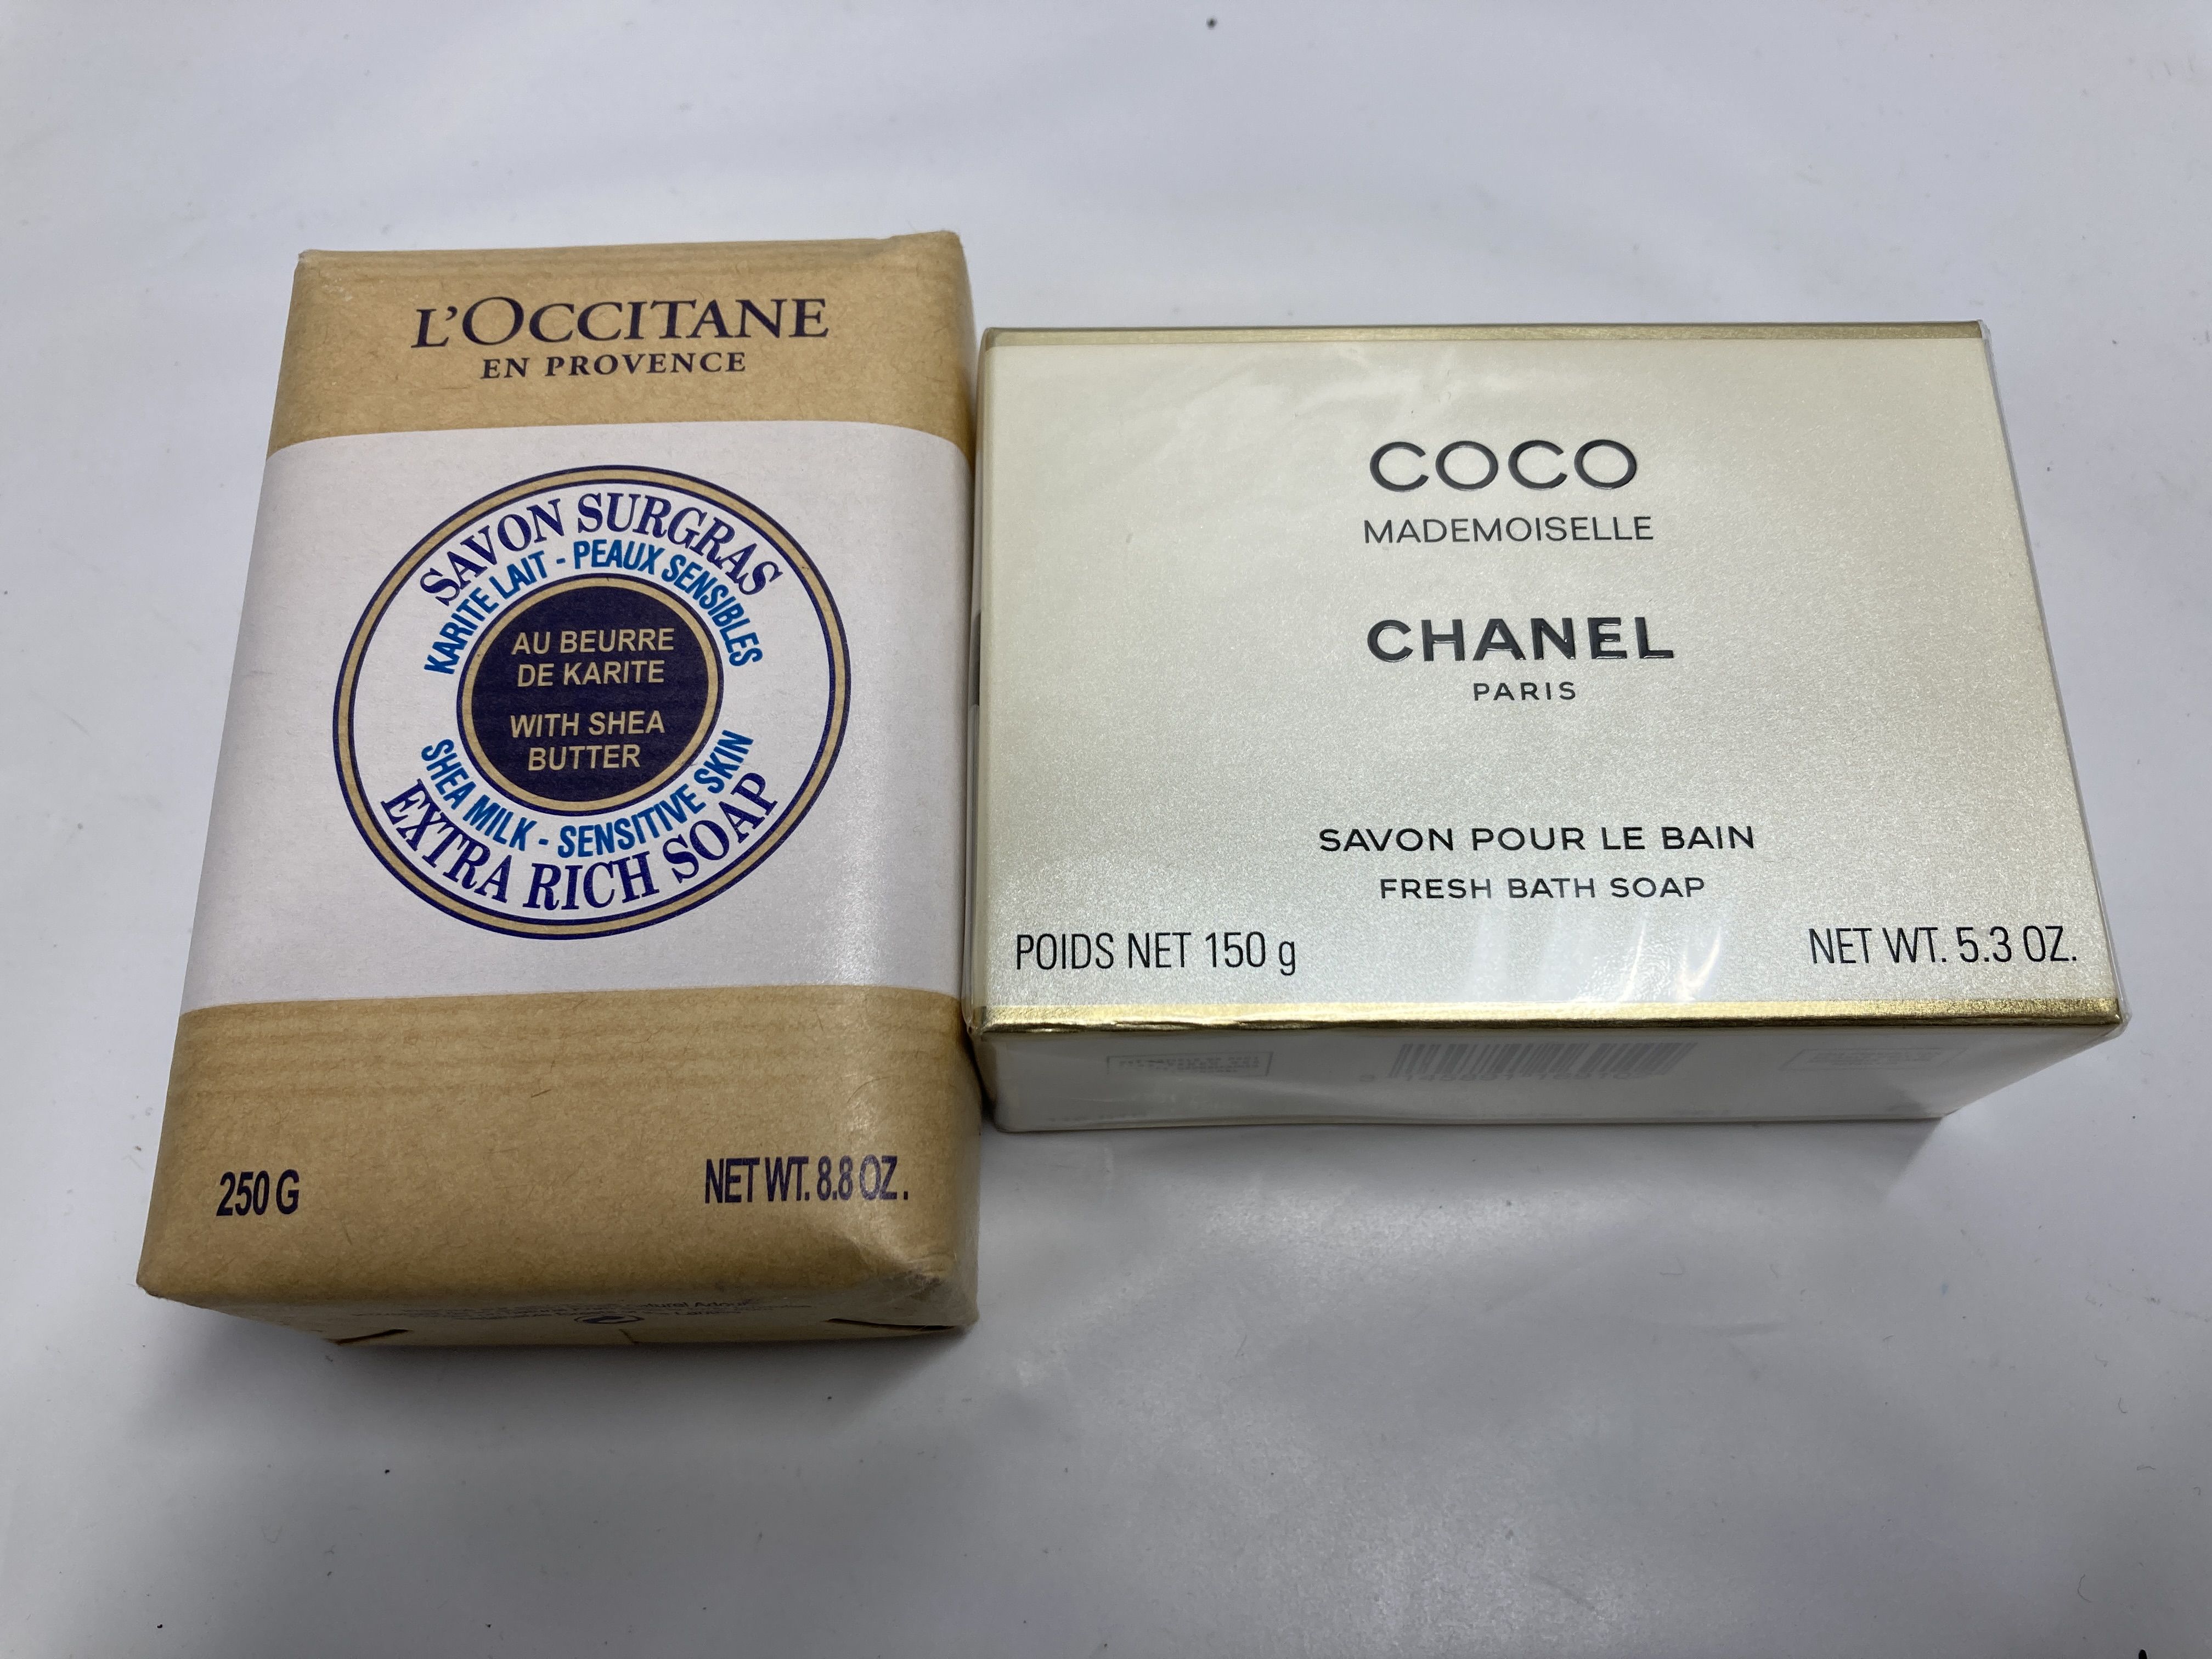 L'OCCITANE
EN PROVENCE
SAVON SURGRAS
KARITE LAIT - PEAUX SENSIBLES
AU BEURRE
DE KARITE
WITH SHEA
BUTTER
SHEA MILK - SENSITIVE SKIN
EXTRA RICH SOAP
250 G
NET WT. 8.8 OZ.
COCO
MADEMOISELLE
CHANEL
PARIS
SAVON POUR LE BAIN
FRESH BATH SOAP
POIDS NET 150 g
NET WT. 5.3 OZ.